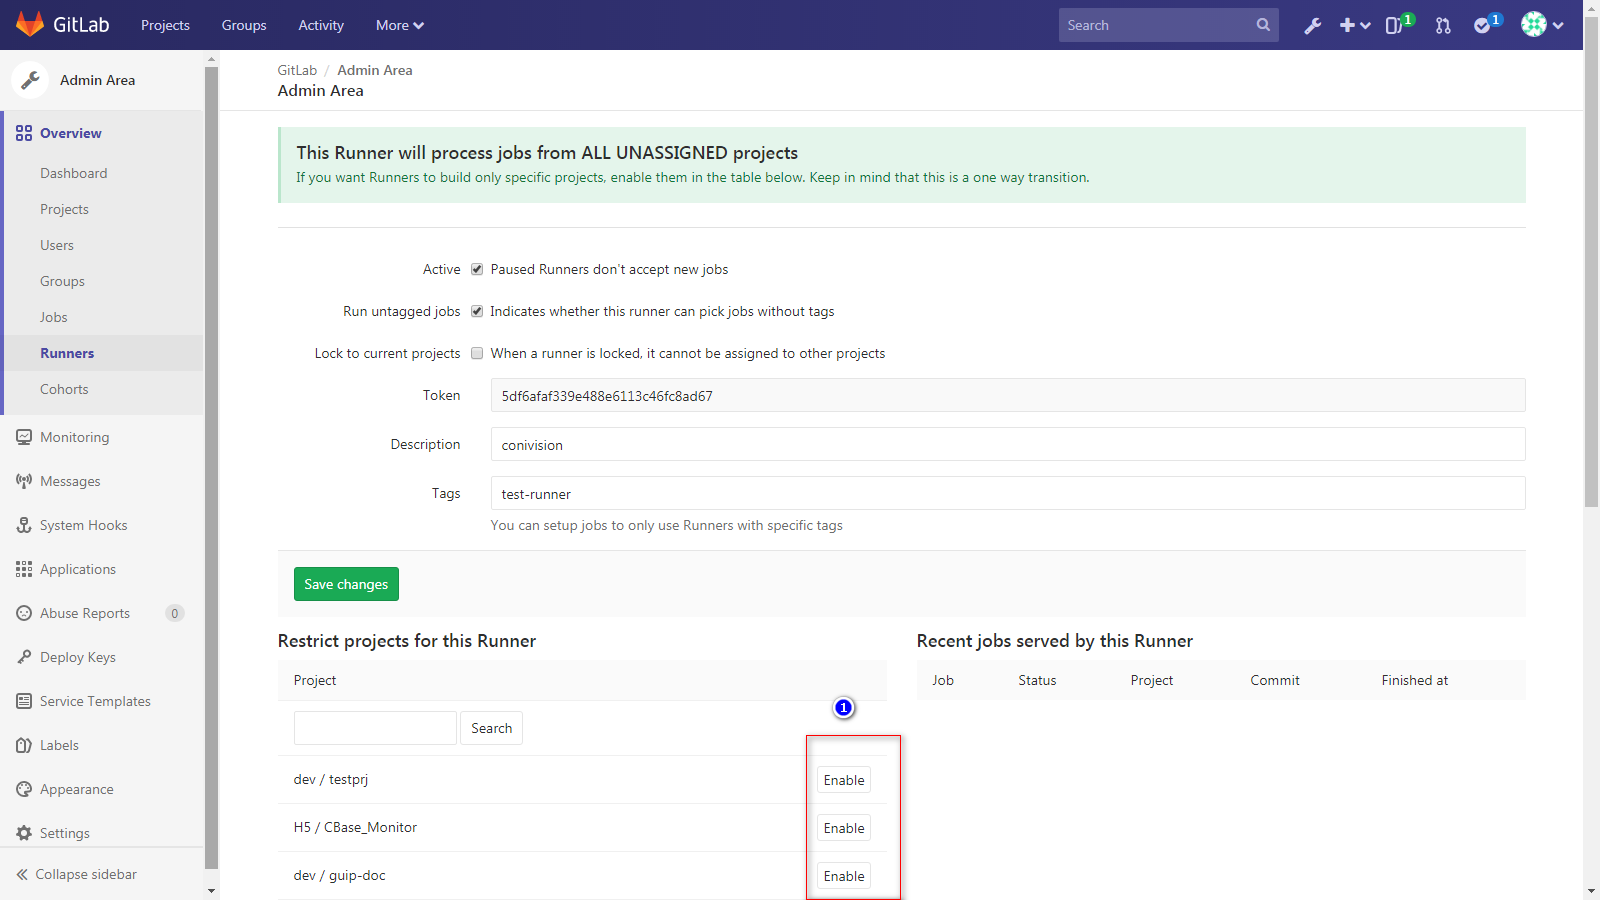 GitLab Projects Groups Activity More Search 1 1
Admin Area
Overview
Dashboard
Projects
Users
Groups
Jobs
Runners
Cohorts
Monitoring
Messages
System Hooks
Applications
Abuse Reports 0
Deploy Keys
Service Templates
Labels
Appearance
Settings
Collapse sidebar
GitLab / Admin Area
Admin Area
This Runner will process jobs from ALL UNASSIGNED projects
If you want Runners to build only specific projects, enable them in the table below. Keep in mind that this is a one way transition.
Active Paused Runners don't accept new jobs
Run untagged jobs Indicates whether this runner can pick jobs without tags
Lock to current projects When a runner is locked, it cannot be assigned to other projects
Token 5df6afaf339e488e6113c46fc8ad67
Description conivision
Tags test-runner
You can setup jobs to only use Runners with specific tags
Save changes
Restrict projects for this Runner
Project
1
Search
dev / testprj Enable
H5 / CBase_Monitor Enable
dev / guip-doc Enable
Recent jobs served by this Runner
Job Status Project Commit Finished at